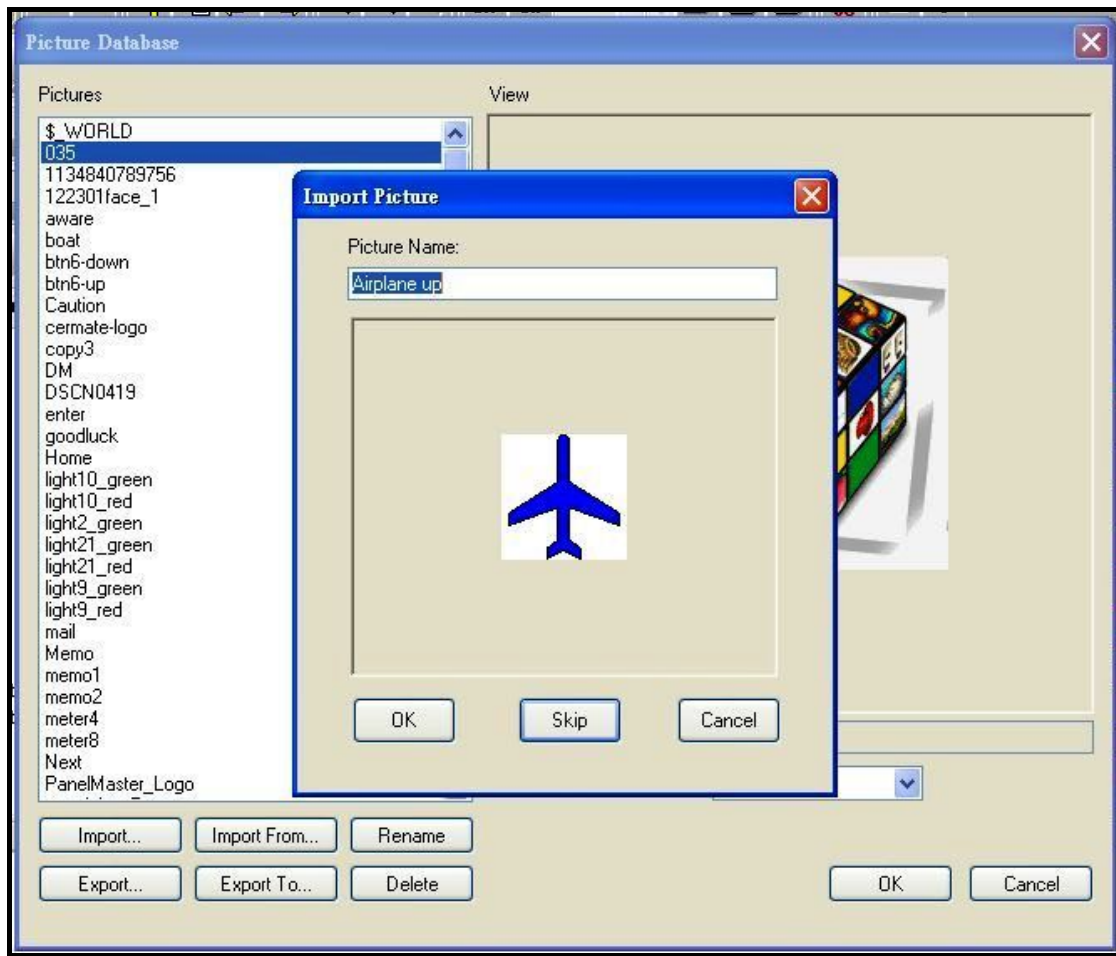 Picture Database
Pictures
View
$_WORLD
035
1134840789756
122301face_1
aware
boat
btn6-down
btn6-up
Caution
cermate-logo
copy3
DM
DSCN0419
enter
goodluck
Home
light10_green
light10_red
light2_green
light21_green
light21_red
light9_green
light9_red
mail
Memo
memo1
memo2
meter4
meter8
Next
PanelMaster_Logo
Import Picture
Picture Name:
Airplane up
OK
Skip
Cancel
Import...
Import From...
Rename
Export...
Export To...
Delete
OK
Cancel